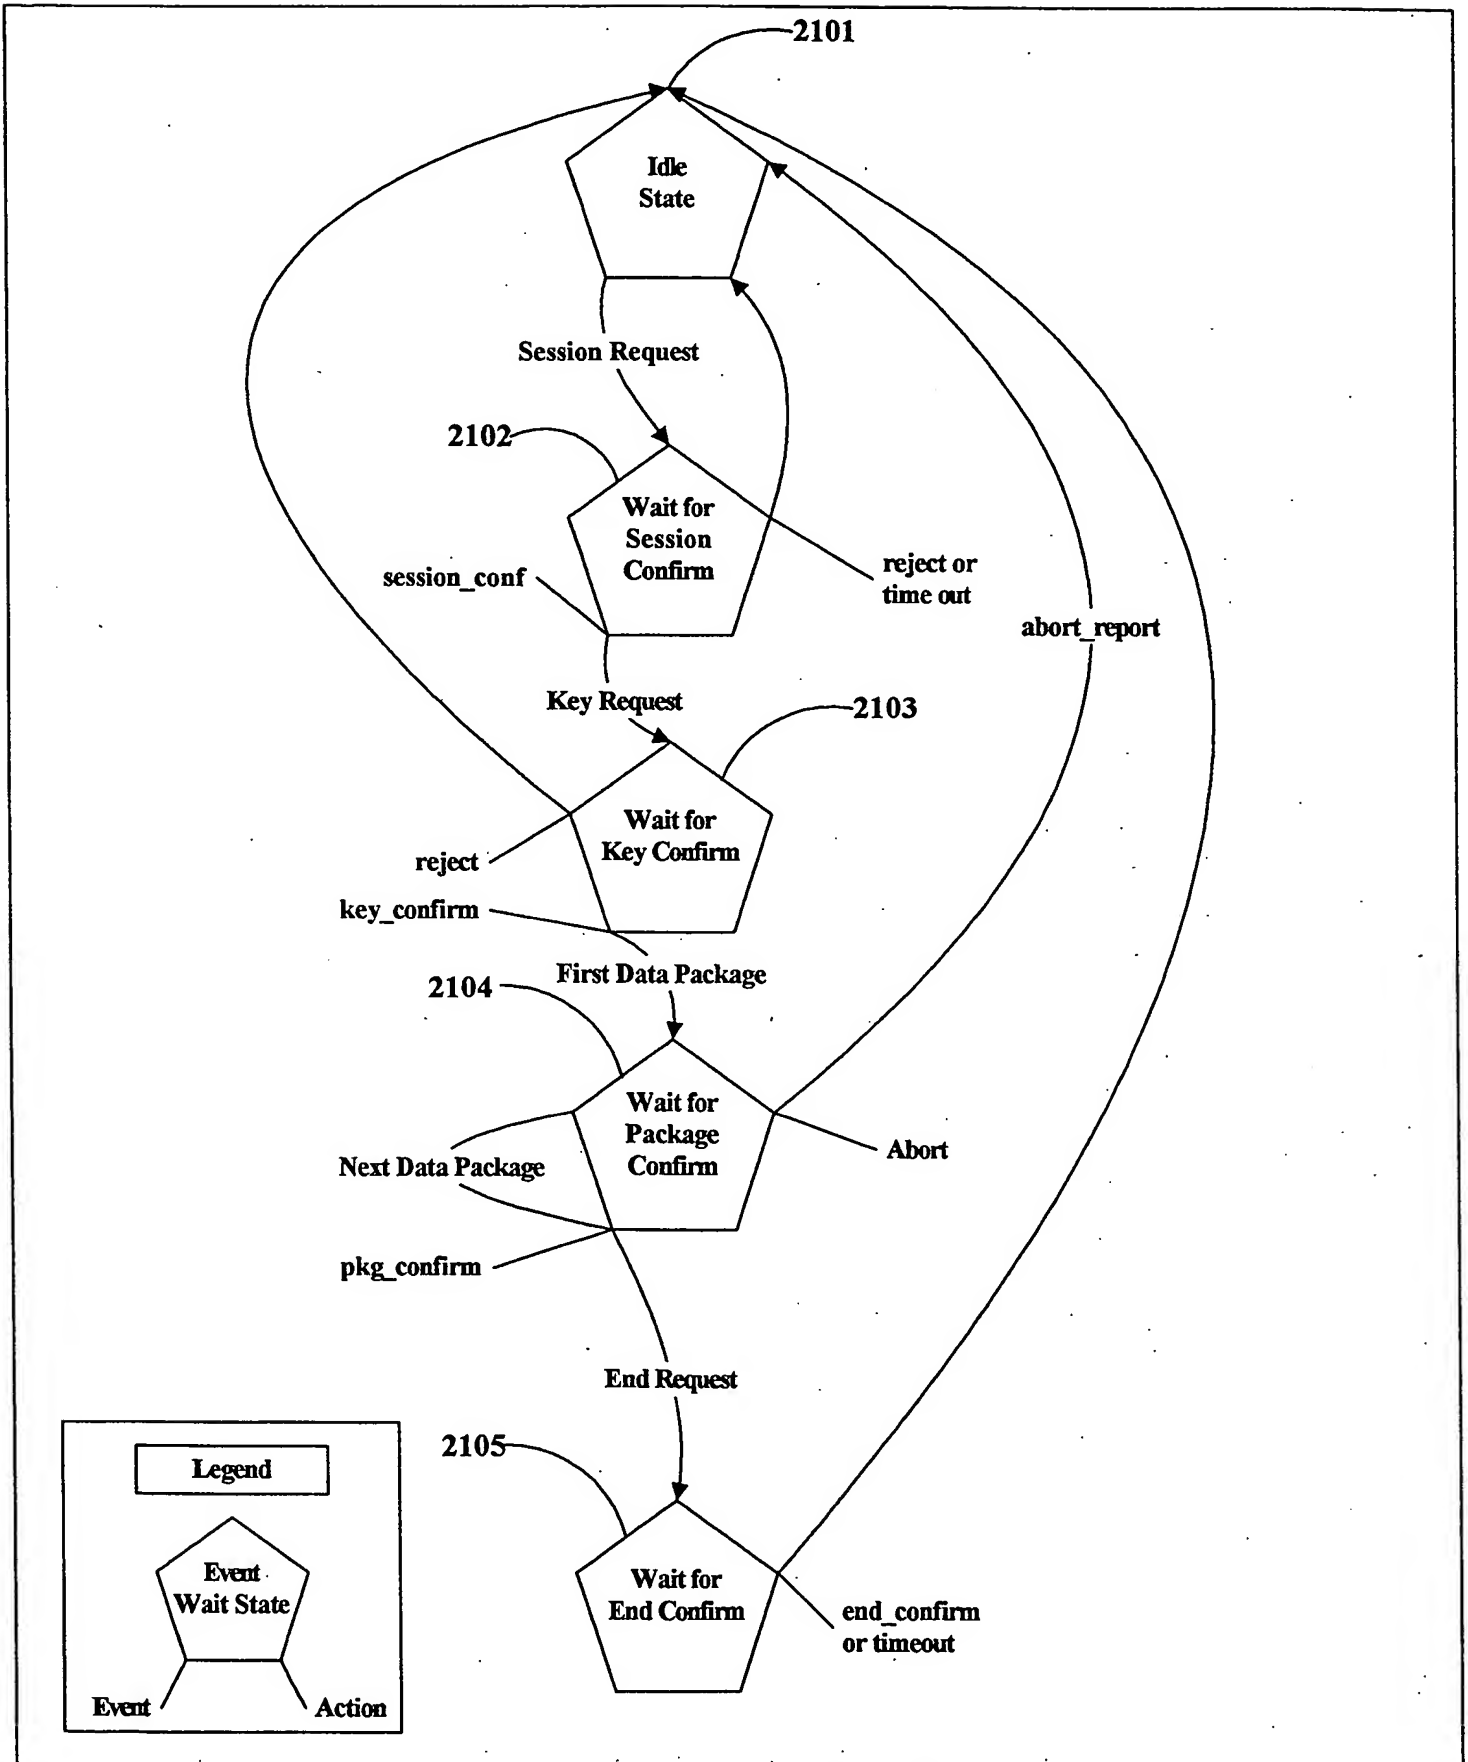 2101
Idle
State
Session Request
2102
Wait for
Session
Confirm
session_conf
reject or
time out
abort_report
Key Request
2103
Wait for
Key Confirm
reject
key_confirm
First Data Package
2104
Wait for
Package
Confirm
Next Data Package
Abort
pkg_confirm
End Request
2105
Wait for
End Confirm
end_confirm
or timeout
Legend
Event
Wait State
Event
Action